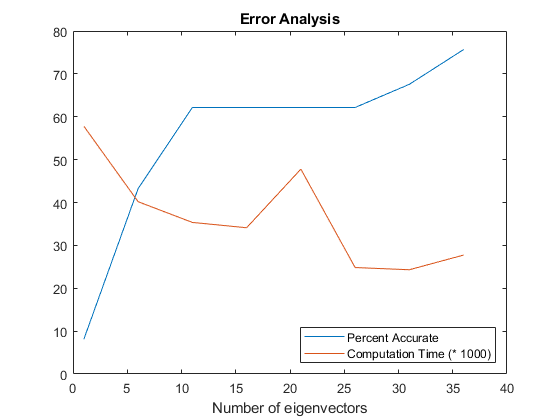 Error Analysis
80
70
60
50
40
30
20
10
0
Percent Accurate
Computation Time (* 1000)
0 5 10 15 20 25 30 35 40
Number of eigenvectors